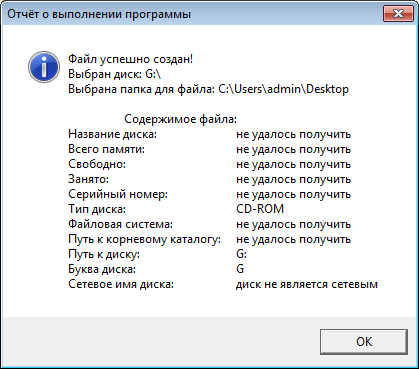 Отчёт о выполнении программы
Файл успешно создан!
Выбран диск: G:\
Выбрана папка для файла: C:\Users\admin\Desktop
Содержимое файла:
Название диска: не удалось получить
Всего памяти: не удалось получить
Свободно: не удалось получить
Занято: не удалось получить
Серийный номер: не удалось получить
Тип диска: CD-ROM
Файловая система: не удалось получить
Путь к корневому каталогу: не удалось получить
Путь к диску: G:
Буква диска: G
Сетевое имя диска: диск не является сетевым
OK